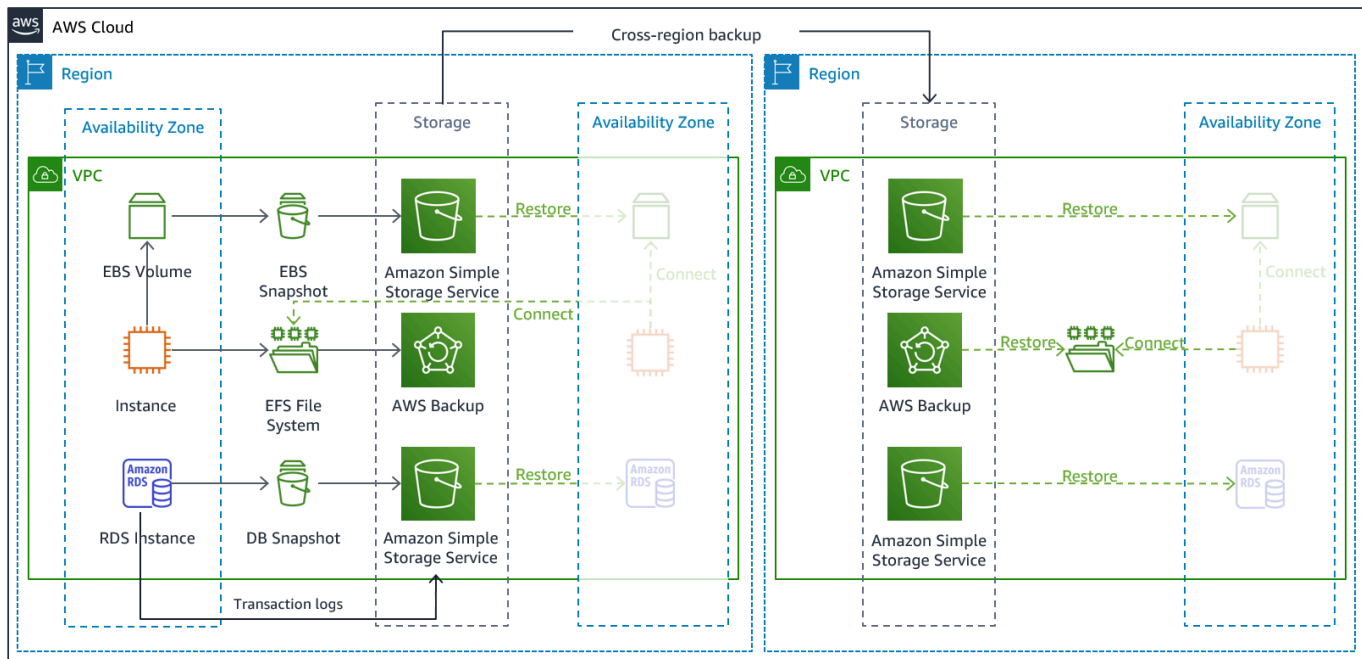 aws
AWS Cloud
Cross-region backup
Region
Availability Zone
Storage
Availability Zone
VPC
EBS Volume
EBS
Snapshot
Amazon Simple
Storage Service
Restore
Connect
Connect
Instance
EFS File
System
AWS Backup
Amazon
RDS
RDS Instance
DB Snapshot
Amazon Simple
Storage Service
Restore
Amazon
RDS
Transaction logs
Region
Storage
Availability Zone
VPC
Amazon Simple
Storage Service
Restore
Connect
Restore
Connect
AWS Backup
Amazon Simple
Storage Service
Restore
Amazon
RDS